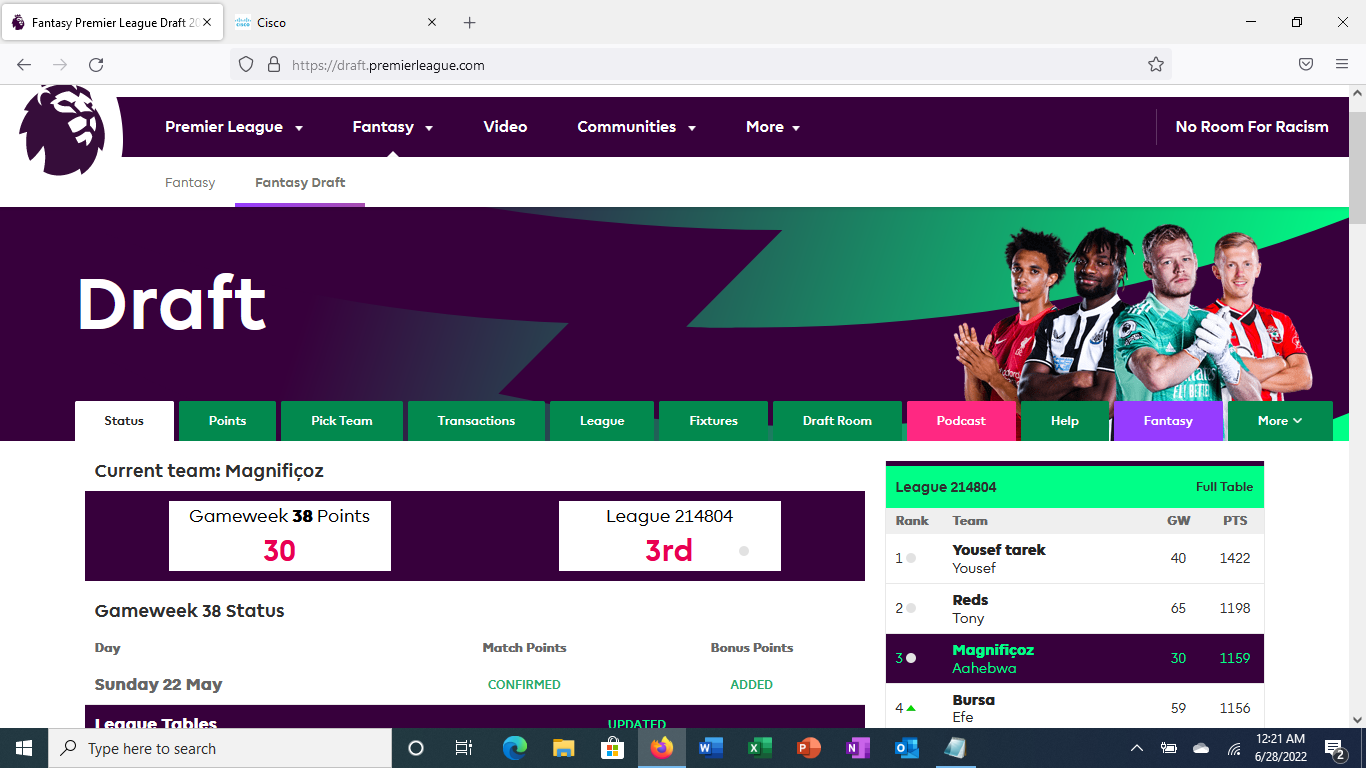 Fantasy Premier League Draft 20
Cisco
https://draft.premierleague.com
Premier League
Fantasy
Video
Communities
More
No Room For Racism
Fantasy
Fantasy Draft
Draft
Status
Points
Pick Team
Transactions
League
Fixtures
Draft Room
Podcast
Help
Fantasy
More
Current team: Magnifiçoz
Gameweek 38 Points
30
League 214804
3rd
Gameweek 38 Status
Day Match Points Bonus Points
Sunday 22 May CONFIRMED ADDED
League Tables UPDATED
League 214804 Full Table
Rank Team GW PTS
1 Yousef tarek 40 1422
Yousef
2 Reds 65 1198
Tony
3 Magnifiçoz 30 1159
Aahebwa
4 Bursa 59 1156
Efe
Type here to search
12:21 AM
6/28/2022
2